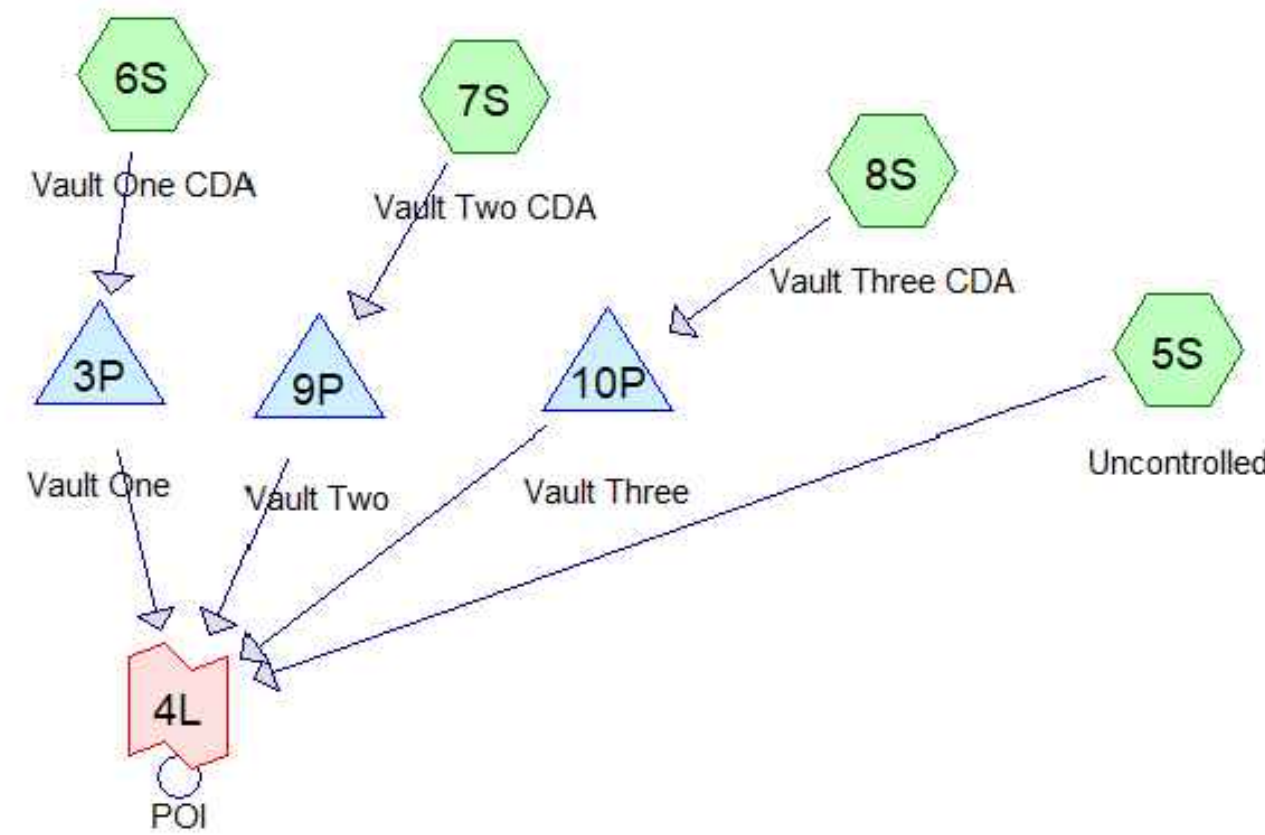 6S
Vault One CDA
7S
Vault Two CDA
8S
Vault Three CDA
5S
Uncontrolled
3P
Vault One
9P
Vault Two
10P
Vault Three
4L
POI